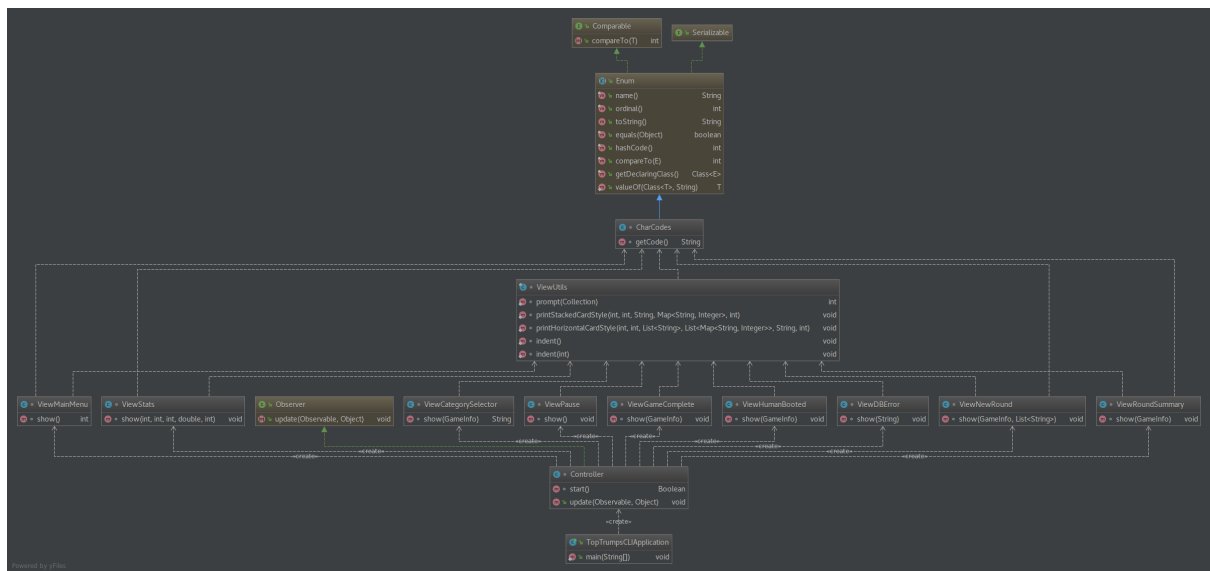 Comparable
compareTo(T) int
Serializable
Enum
name() String
ordinal() int
toString() String
equals(Object) boolean
hashCode() int
compareTo(E) int
getDeclaringClass() Class<E>
valueOf(Class<T>, String) T
CharCodes
getCode() String
ViewUtils
prompt(Collection) int
printStackedCardStyle(int, int, String, Map<String, Integer>, int) void
printHorizontalCardStyle(int, int, List<String>, List<Map<String, Integer>>, String, int) void
indent() void
indent(int) void
ViewMainMenu
show() int
ViewStats
show(int, int, int, double, int) void
Observer
update(Observable, Object) void
ViewCategorySelector
show(GameInfo) String
ViewPause
show() void
ViewGameComplete
show(GameInfo) void
ViewHumanBooted
show(GameInfo) void
ViewDBError
show(String) void
ViewNewRound
show(GameInfo, List<String>) void
ViewRoundSummary
show(GameInfo) void
«create» «create» «create» «create»
«create» «create» «create» «create» «create»
Controller
start() Boolean
update(Observable, Object) void
«create»
TopTrumpsCLIApplication
main(String[]) void
Powered by yFiles